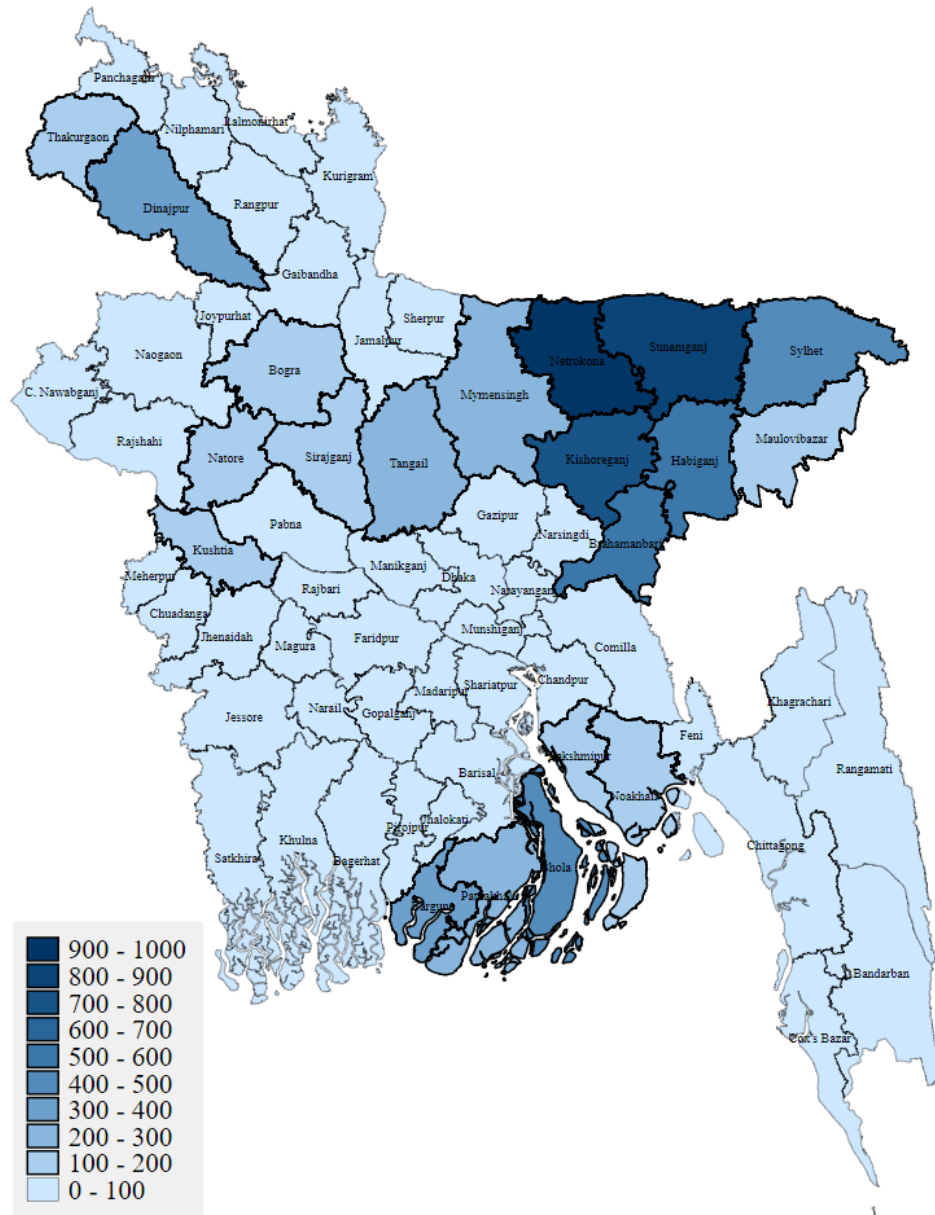 Panchagarh
Lalmonirhat
Nilphamari
Thakurgaon
Kurigram
Dinajpur
Rangpur
Gaibandha
Joypurhat
Sherpur
Jamalpur
Naogaon
Netrokona
Sunamganj
Sylhet
Bogra
C. Nawabganj
Mymensingh
Rajshahi
Natore
Sirajganj
Tangail
Kishoreganj
Habiganj
Maulovibazar
Gazipur
Pabna
Narsingdi
Brahamanbari
Kushtia
Meherpur
Manikganj
Dhaka
Rajbari
Narayanganj
Chuadanga
Jhenaidah
Magura
Faridpur
Munshiganj
Comilla
Shariatpur
Chandpur
Madaripur
Khagrachari
Narail
Gopalganj
Jessore
Feni
Lakshmipur
Rangamati
Barisal
Noakhali
Jhalokati
Pirojpur
Khulna
Chittagong
Satkhira
Bagerhat
Bhola
Patuakhali
Barguna
Bandarban
Cox's Bazar
900 - 1000
800 - 900
700 - 800
600 - 700
500 - 600
400 - 500
300 - 400
200 - 300
100 - 200
0 - 100